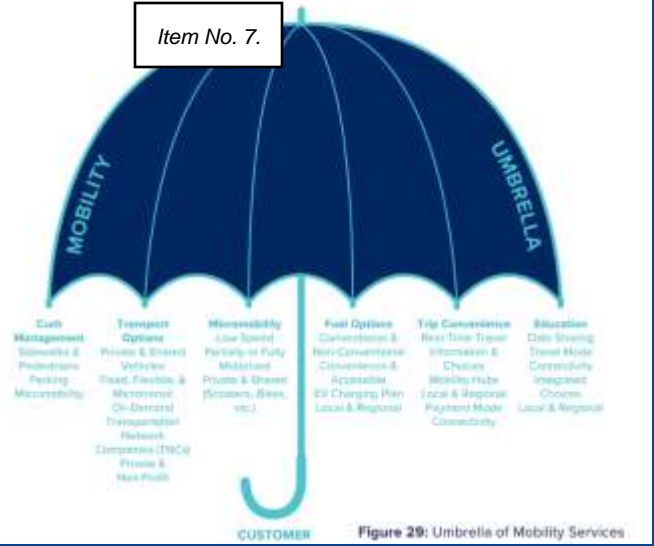 Item No. 7.
MOBILITY
UMBRELLA
Curb
Management
Sidewalks &
Pedestrians
Parking
Micromobility
Transport
Options
Private & Shared
Vehicles
Fixed, Flexible, &
Microtransit
On-Demand
Transportation
Network
Companies (TNCs)
Private &
Non-Profit
Micromobility
Low Speed
Partially or Fully
Motorized
Private & Shared
(Scooters, Bikes,
etc.)
Fuel Options
Conventional &
Non-Conventional
Convenience &
Accessible
EV Charging Plan
Local & Regional
Trip Convenience
Real-Time Travel
Information &
Choices
Mobility Hubs
Local & Regional
Payment Mode
Connectivity
Education
Data Sharing
Travel Mode
Connectivity
Integrated
Choices
Local & Regional
CUSTOMER
Figure 29: Umbrella of Mobility Services